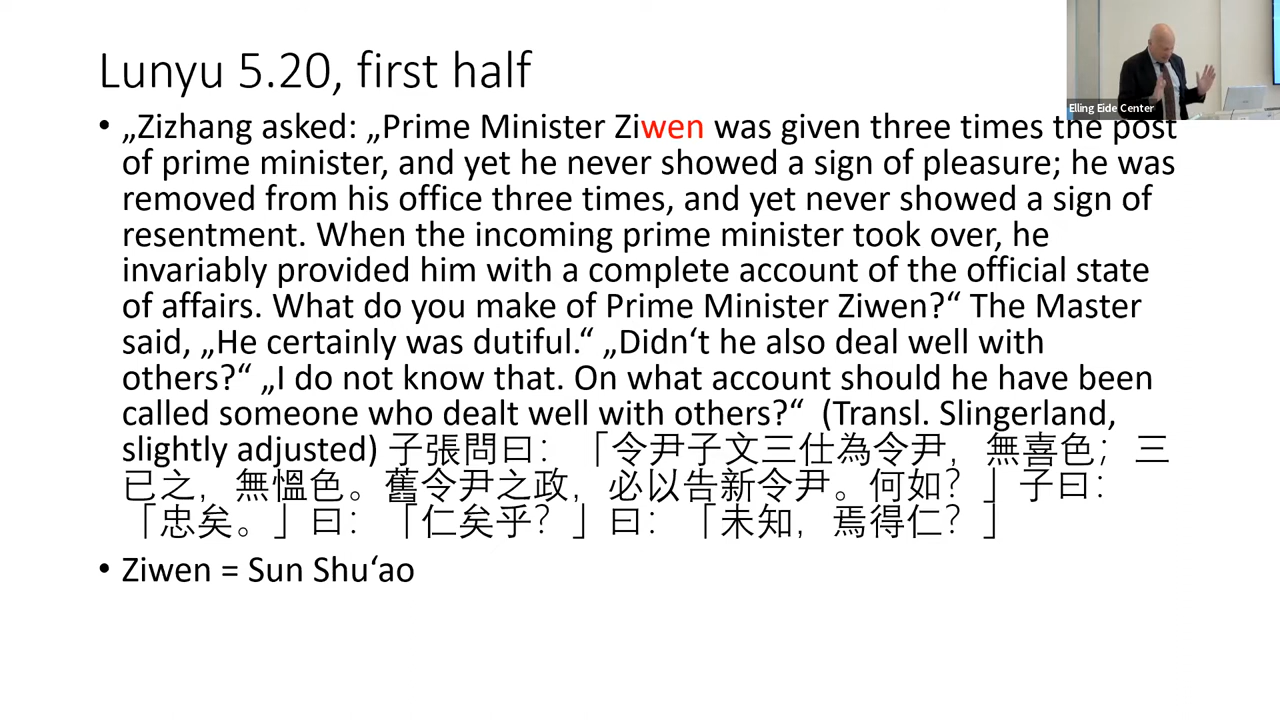 Lunyu 5.20, first half
Elling Eide Center
• „Zizhang asked: „Prime Minister Ziwen was given three times the post
of prime minister, and yet he never showed a sign of pleasure; he was
removed from his office three times, and yet never showed a sign of
resentment. When the incoming prime minister took over, he
invariably provided him with a complete account of the official state
of affairs. What do you make of Prime Minister Ziwen?“ The Master
said, „He certainly was dutiful.“ „Didn‘t he also deal well with
others?“ „I do not know that. On what account should he have been
called someone who dealt well with others?“ (Transl. Slingerland,
slightly adjusted) 子張問曰：「令尹子文三仕為令尹，無喜色；三
已之，無慍色。舊令尹之政，必以告新令尹。何如？」子曰：
「忠矣。」曰：「仁矣乎？」曰：「未知，焉得仁？」
• Ziwen = Sun Shu‘ao